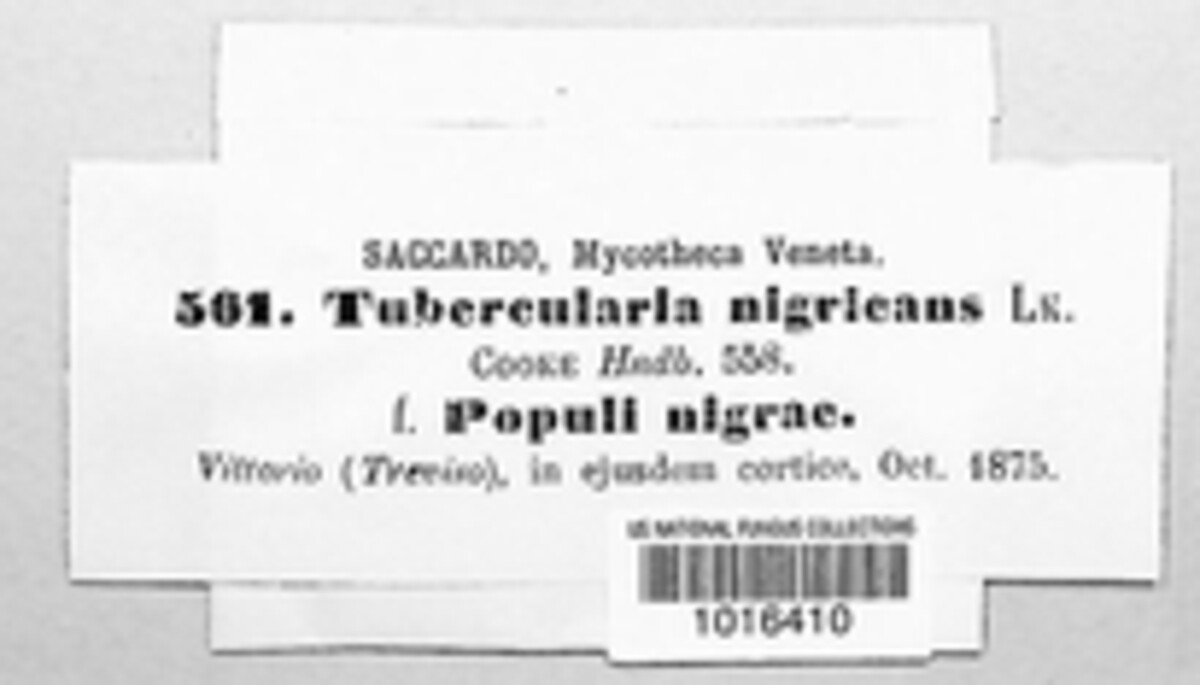 SACCARDO, Mycotheca Veneta.
561. Tubercularia nigricans LK.
COOKE Hndb. 558.
f. Populi nigrae.
Vittorio (Treviso), in ejusdem cortice, Oct. 1875.
US NATIONAL FUNGUS COLLECTIONS
1016410